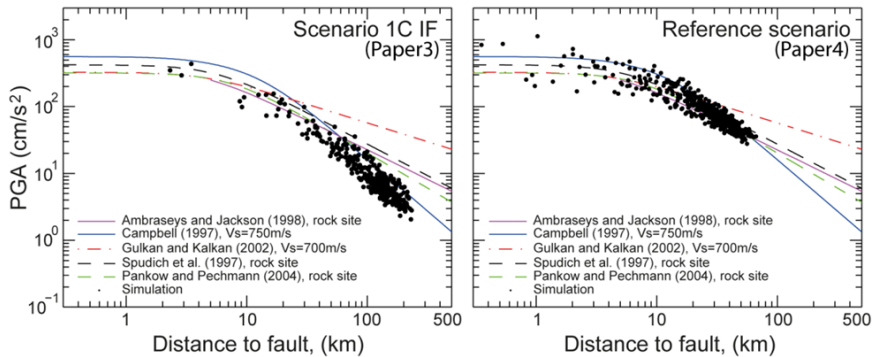 Scenario 1C IF
(Paper3)
PGA (cm/s²)
10³
10²
10¹
10⁰
10⁻¹
Ambraseys and Jackson (1998), rock site
Campbell (1997), Vs=750m/s
Gulkan and Kalkan (2002), Vs=700m/s
Spudich et al. (1997), rock site
Pankow and Pechmann (2004), rock site
Simulation
1 10 100 500
Distance to fault, (km)
Reference scenario
(Paper4)
Ambraseys and Jackson (1998), rock site
Campbell (1997), Vs=750m/s
Gulkan and Kalkan (2002), Vs=700m/s
Spudich et al. (1997), rock site
Pankow and Pechmann (2004), rock site
Simulation
1 10 100 500
Distance to fault, (km)